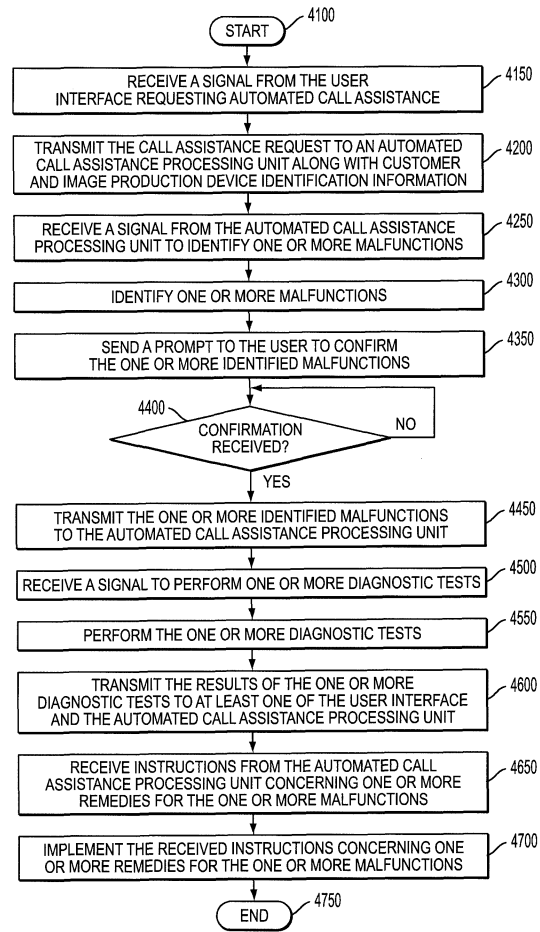 START
4100
RECEIVE A SIGNAL FROM THE USER
INTERFACE REQUESTING AUTOMATED CALL ASSISTANCE
4150
TRANSMIT THE CALL ASSISTANCE REQUEST TO AN AUTOMATED
CALL ASSISTANCE PROCESSING UNIT ALONG WITH CUSTOMER
AND IMAGE PRODUCTION DEVICE IDENTIFICATION INFORMATION
4200
RECEIVE A SIGNAL FROM THE AUTOMATED CALL ASSISTANCE
PROCESSING UNIT TO IDENTIFY ONE OR MORE MALFUNCTIONS
4250
IDENTIFY ONE OR MORE MALFUNCTIONS
4300
SEND A PROMPT TO THE USER TO CONFIRM
THE ONE OR MORE IDENTIFIED MALFUNCTIONS
4350
4400
CONFIRMATION
RECEIVED?
NO
YES
TRANSMIT THE ONE OR MORE IDENTIFIED MALFUNCTIONS
TO THE AUTOMATED CALL ASSISTANCE PROCESSING UNIT
4450
RECEIVE A SIGNAL TO PERFORM ONE OR MORE DIAGNOSTIC TESTS
4500
PERFORM THE ONE OR MORE DIAGNOSTIC TESTS
4550
TRANSMIT THE RESULTS OF THE ONE OR MORE
DIAGNOSTIC TESTS TO AT LEAST ONE OF THE USER INTERFACE
AND THE AUTOMATED CALL ASSISTANCE PROCESSING UNIT
4600
RECEIVE INSTRUCTIONS FROM THE AUTOMATED CALL
ASSISTANCE PROCESSING UNIT CONCERNING ONE OR MORE
REMEDIES FOR THE ONE OR MORE MALFUNCTIONS
4650
IMPLEMENT THE RECEIVED INSTRUCTIONS CONCERNING ONE
OR MORE REMEDIES FOR THE ONE OR MORE MALFUNCTIONS
4700
END
4750